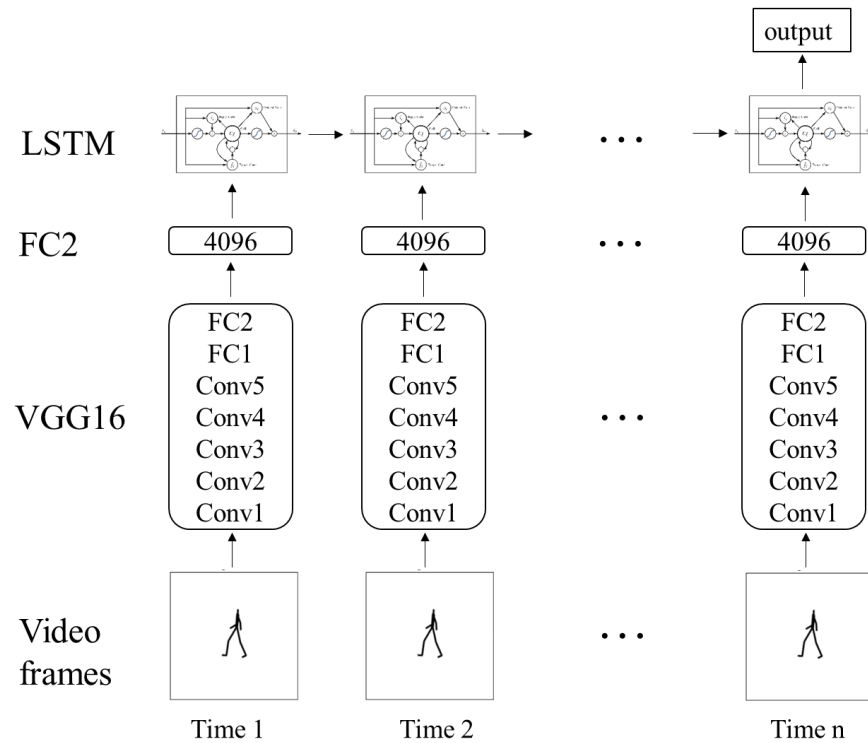 output
LSTM
. . .
FC2
4096
4096
. . .
4096
VGG16
FC2
FC1
Conv5
Conv4
Conv3
Conv2
Conv1
FC2
FC1
Conv5
Conv4
Conv3
Conv2
Conv1
. . .
FC2
FC1
Conv5
Conv4
Conv3
Conv2
Conv1
Video
frames
. . .
Time 1
Time 2
Time n